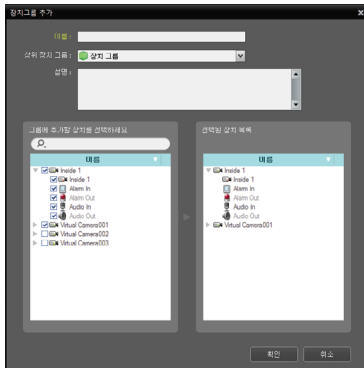 장치그룹 추가
이름 :
상위 장치 그룹 : 장치 그룹
설명 :
그룹에 추가할 장치를 선택하세요
선택된 장치 목록
이름
Inside 1
Inside 1
Alarm In
Alarm Out
Audio In
Audio Out
Virtual Camera001
Virtual Camera002
Virtual Camera003
이름
Inside 1
Inside 1
Alarm In
Alarm Out
Audio In
Audio Out
Virtual Camera001
확인
취소